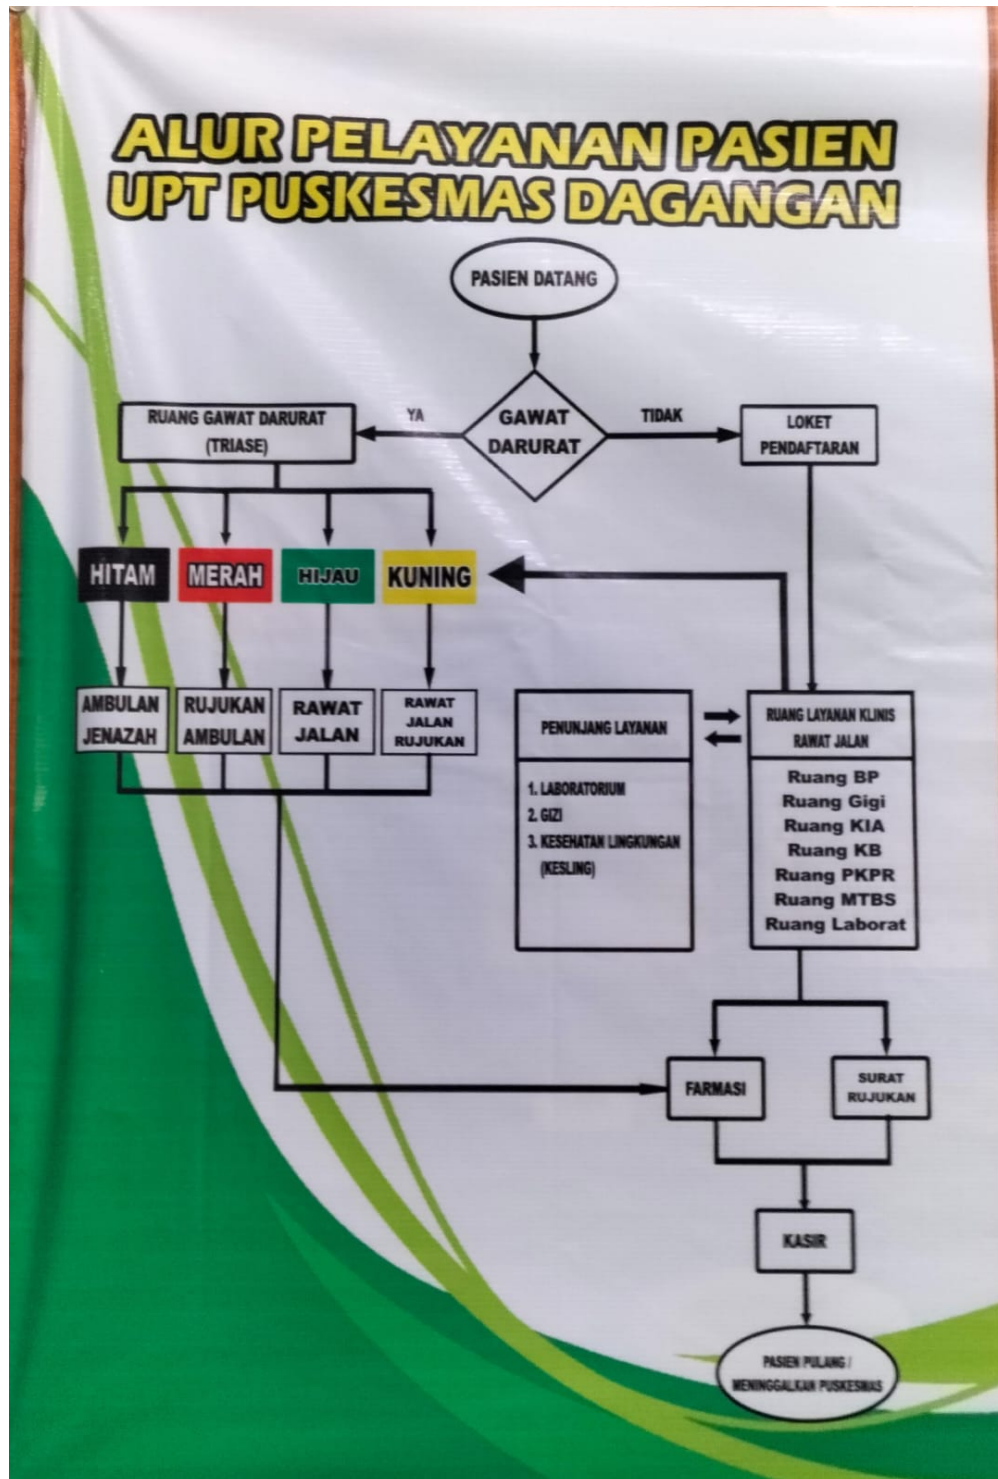 ALUR PELAYANAN PASIEN
UPT PUSKESMAS DAGANGAN
PASIEN DATANG
GAWAT
DARURAT
YA
TIDAK
RUANG GAWAT DARURAT
(TRIASE)
LOKET
PENDAFTARAN
HITAM
MERAH
HIJAU
KUNING
AMBULAN
JENAZAH
RUJUKAN
AMBULAN
RAWAT
JALAN
RAWAT
JALAN
RUJUKAN
PENUNJANG LAYANAN
1. LABORATORIUM
2. GIZI
3. KESEHATAN LINGKUNGAN
(KESLING)
RUANG LAYANAN KLINIS
RAWAT JALAN
Ruang BP
Ruang Gigi
Ruang KIA
Ruang KB
Ruang PKPR
Ruang MTBS
Ruang Laborat
FARMASI
SURAT
RUJUKAN
KASIR
PASIEN PULANG /
MENINGGALKAN PUSKESMAS